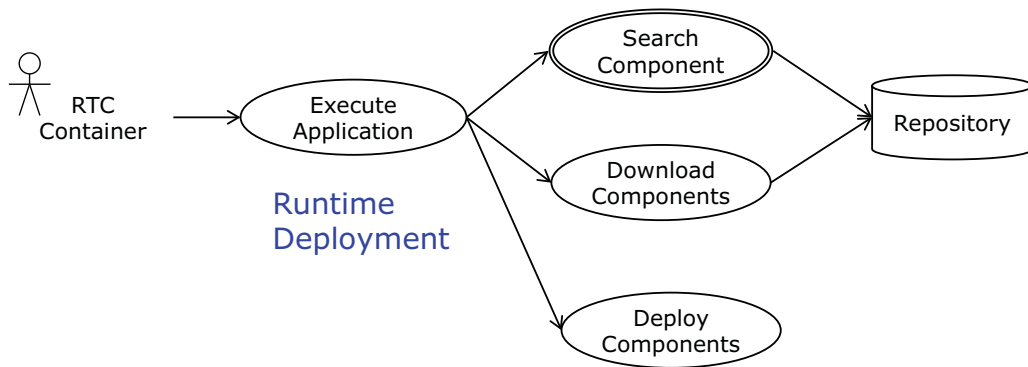 RTC
Container
Execute
Application
Runtime
Deployment
Search
Component
Download
Components
Deploy
Components
Repository